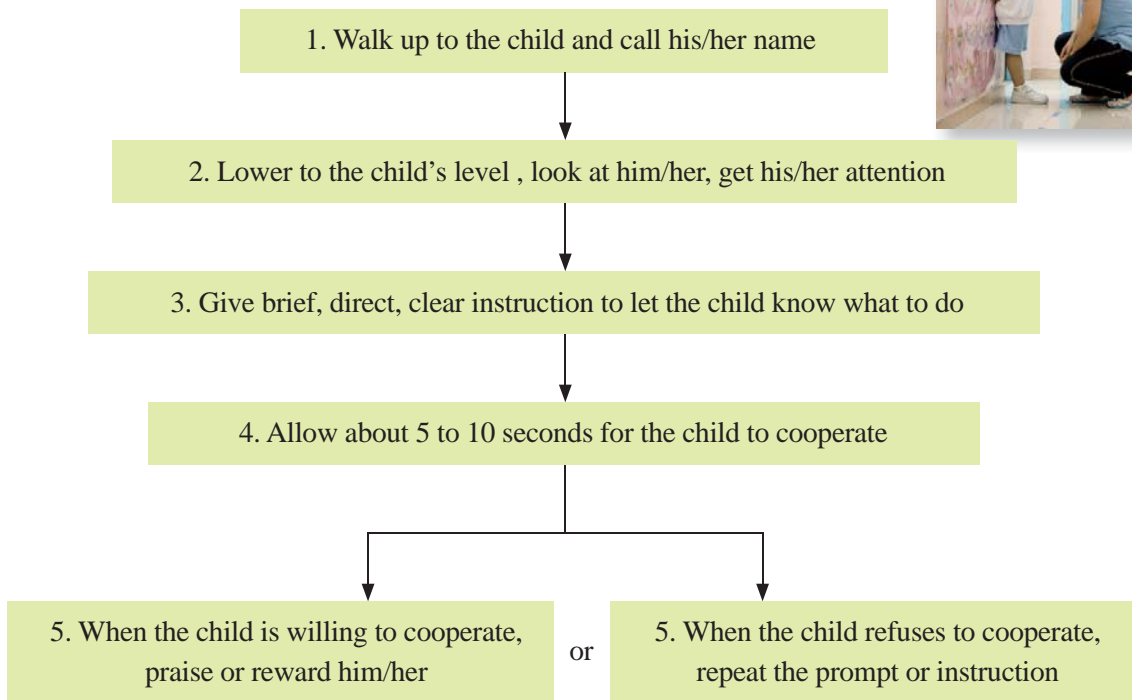 1. Walk up to the child and call his/her name
2. Lower to the child’s level , look at him/her, get his/her attention
3. Give brief, direct, clear instruction to let the child know what to do
4. Allow about 5 to 10 seconds for the child to cooperate
5. When the child is willing to cooperate,
praise or reward him/her
or
5. When the child refuses to cooperate,
repeat the prompt or instruction